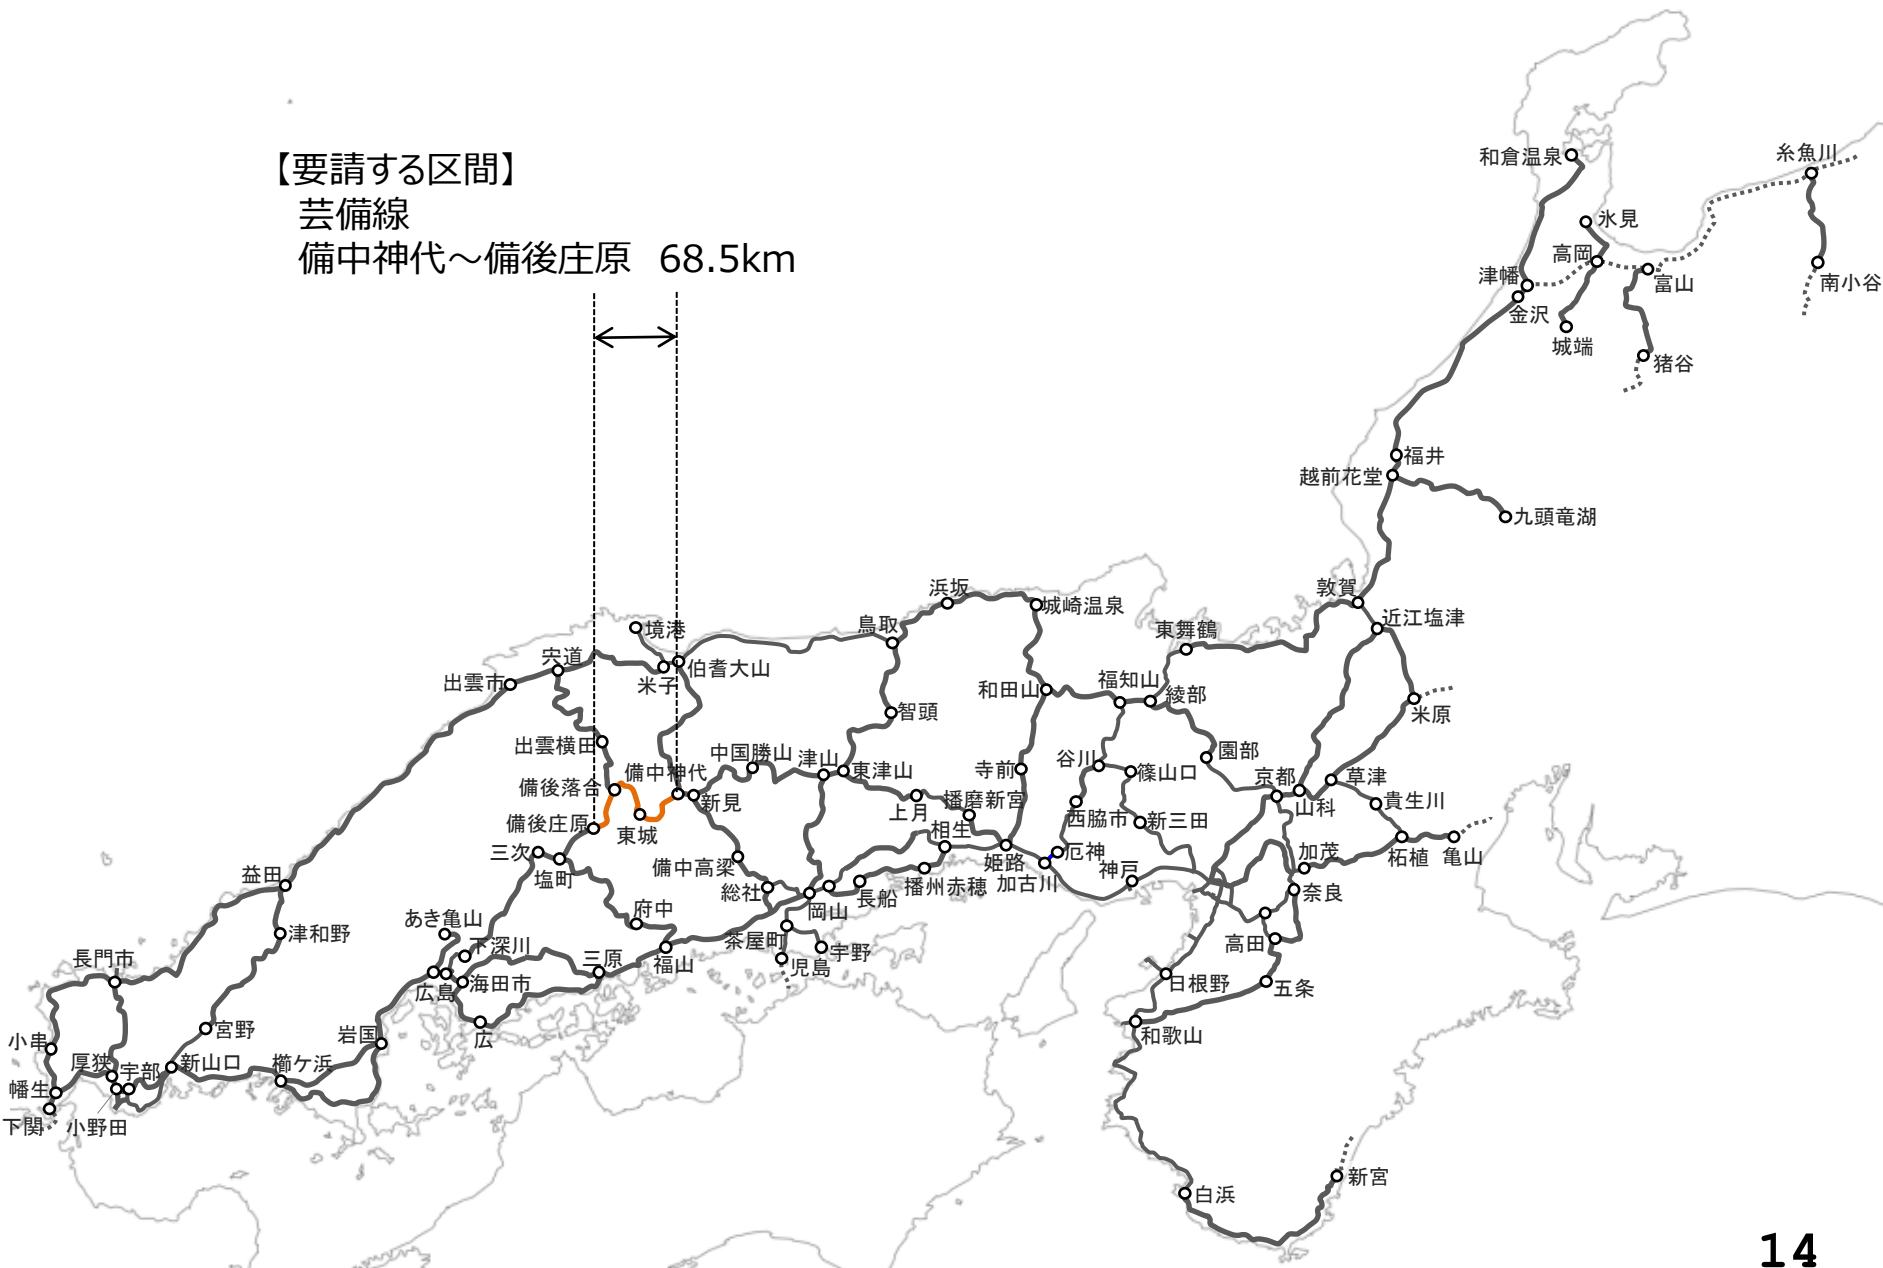 【要請する区間】
芸備線
備中神代～備後庄原 68.5km
和倉温泉
糸魚川
氷見
高岡
津幡
富山
南小谷
金沢
城端
猪谷
福井
越前花堂
九頭竜湖
浜坂
城崎温泉
敦賀
近江塩津
境港
鳥取
東舞鶴
宍道
伯耆大山
出雲市
米子
和田山
福知山
綾部
智頭
米原
出雲横田
中国勝山
津山
東津山
寺前
谷川
篠山口
園部
京都
草津
備中神代
備後落合
新見
山科
貴生川
上月
播磨新宮
西脇市
新三田
備後庄原
東城
相生
三次
塩町
備中高梁
姫路
厄神
加茂
柘植
亀山
益田
総社
長船
播州赤穂
加古川
神戸
奈良
あき亀山
府中
岡山
津和野
下深川
茶屋町
宇野
高田
長門市
三原
福山
児島
広島
海田市
日根野
五条
小串
宮野
岩国
広
和歌山
厚狭
宇部
新山口
櫛ケ浜
幡生
下関
小野田
新宮
白浜
14